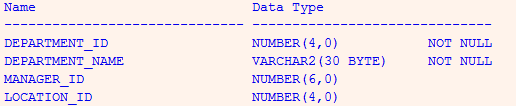 Name Data Type
------------------------------ --------------------------------
DEPARTMENT_ID NUMBER(4,0) NOT NULL
DEPARTMENT_NAME VARCHAR2(30 BYTE) NOT NULL
MANAGER_ID NUMBER(6,0)
LOCATION_ID NUMBER(4,0)